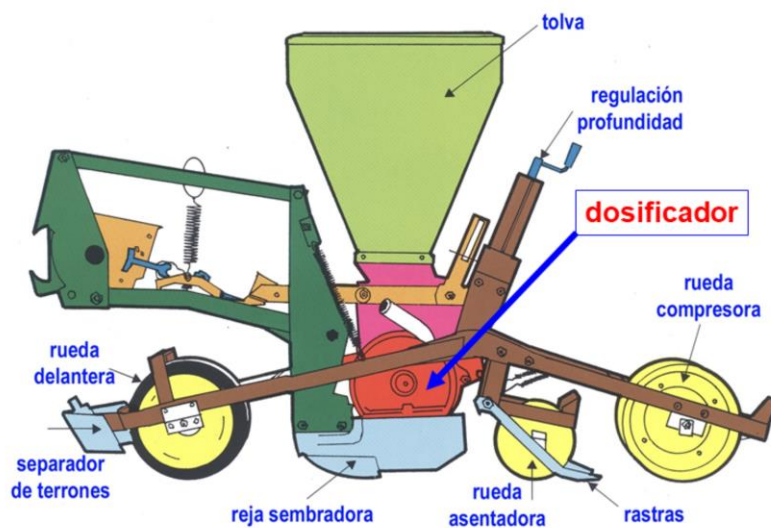 tolva
regulación
profundidad
dosificador
rueda
compresora
rueda
delantera
separador
de terrones
reja sembradora
rueda
asentadora
rastras